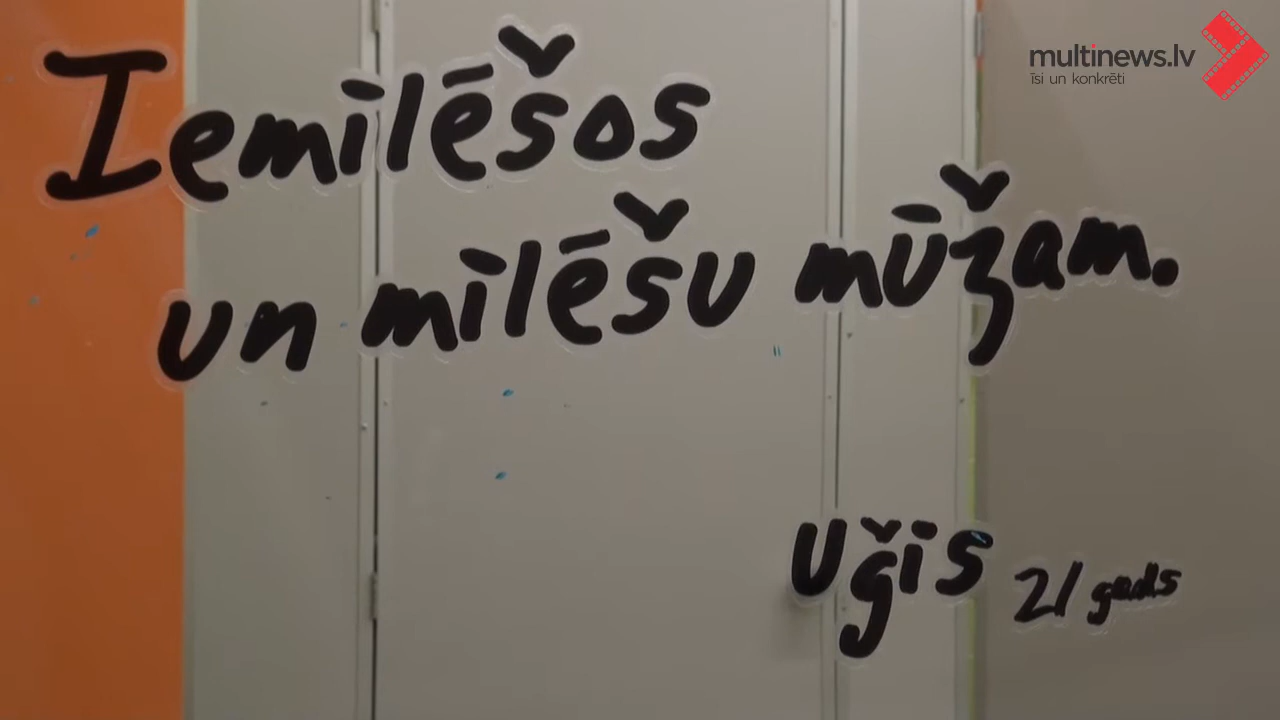 multinews.lv
īsi un konkrēti
Iemīlēšos
un mīlēšu mūžam.
Uģis 21 gads